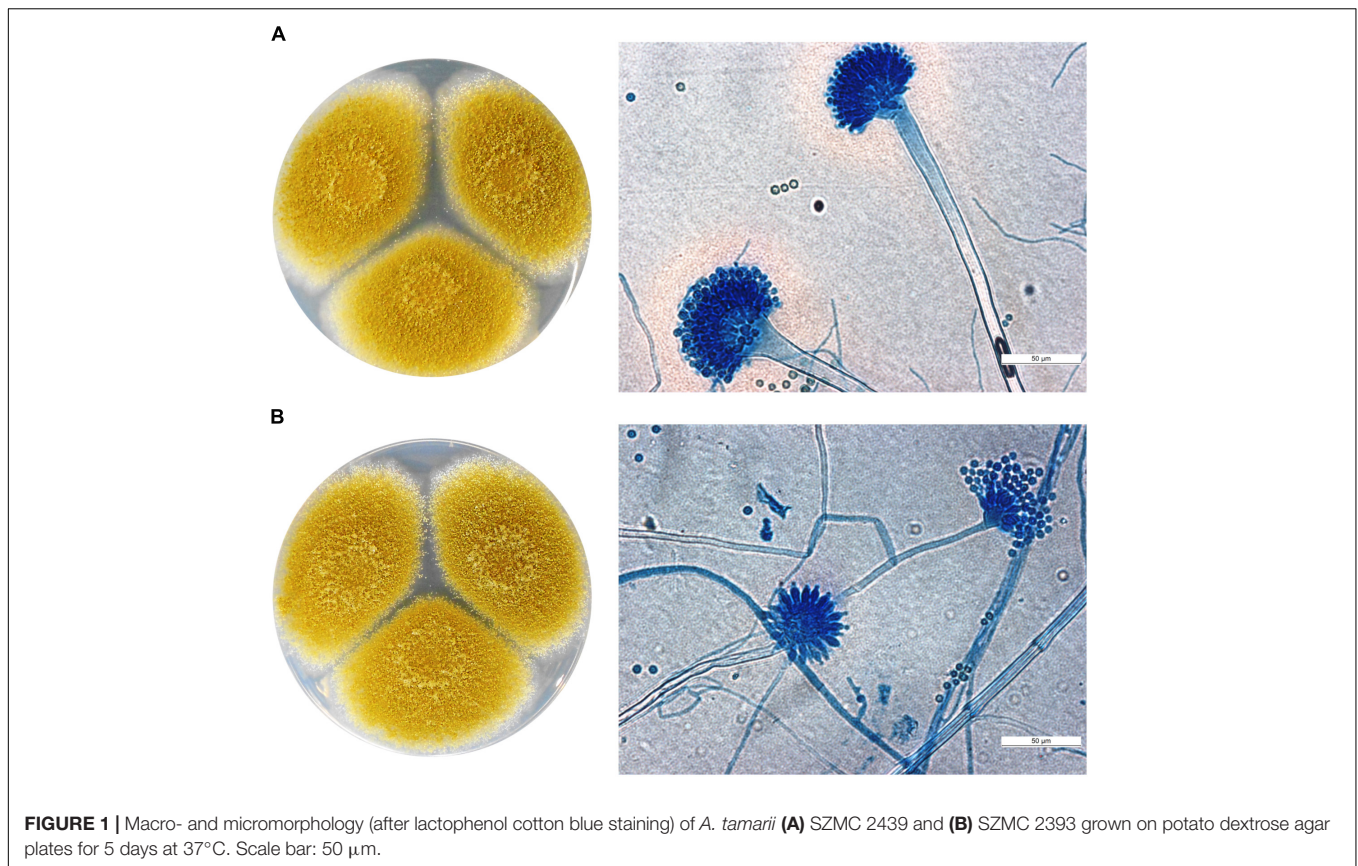 A
50 µm
B
50 µm
FIGURE 1 | Macro- and micromorphology (after lactophenol cotton blue staining) of A. tamarii (A) SZMC 2439 and (B) SZMC 2393 grown on potato dextrose agar
plates for 5 days at 37°C. Scale bar: 50 µm.